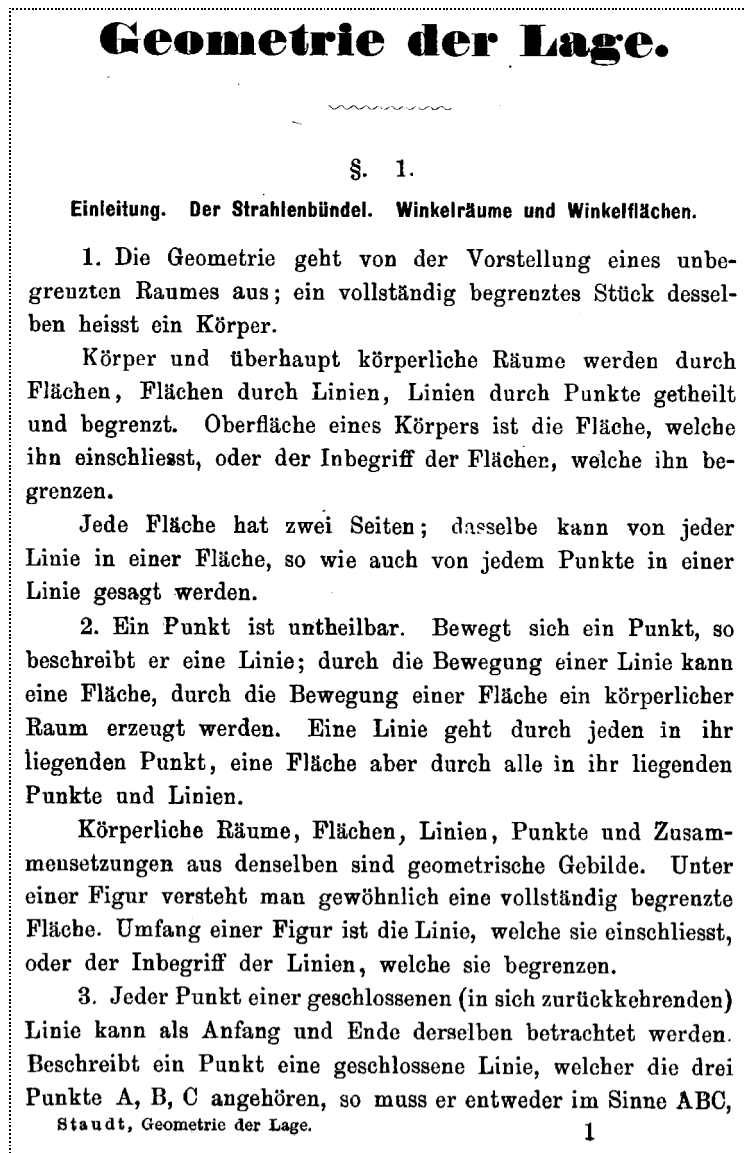 Geometrie der Lage.
§. 1.
Einleitung. Der Strahlenbündel. Winkelräume und Winkelflächen.
1. Die Geometrie geht von der Vorstellung eines unbe-
grenzten Raumes aus; ein vollständig begrenztes Stück dessel-
ben heisst ein Körper.
Körper und überhaupt körperliche Räume werden durch
Flächen, Flächen durch Linien, Linien durch Punkte getheilt
und begrenzt. Oberfläche eines Körpers ist die Fläche, welche
ihn einschliesst, oder der Inbegriff der Flächen, welche ihn be-
grenzen.
Jede Fläche hat zwei Seiten; dasselbe kann von jeder
Linie in einer Fläche, so wie auch von jedem Punkte in einer
Linie gesagt werden.
2. Ein Punkt ist untheilbar. Bewegt sich ein Punkt, so
beschreibt er eine Linie; durch die Bewegung einer Linie kann
eine Fläche, durch die Bewegung einer Fläche ein körperlicher
Raum erzeugt werden. Eine Linie geht durch jeden in ihr
liegenden Punkt, eine Fläche aber durch alle in ihr liegenden
Punkte und Linien.
Körperliche Räume, Flächen, Linien, Punkte und Zusam-
mensetzungen aus denselben sind geometrische Gebilde. Unter
einer Figur versteht man gewöhnlich eine vollständig begrenzte
Fläche. Umfang einer Figur ist die Linie, welche sie einschliesst,
oder der Inbegriff der Linien, welche sie begrenzen.
3. Jeder Punkt einer geschlossenen (in sich zurückkehrenden)
Linie kann als Anfang und Ende derselben betrachtet werden.
Beschreibt ein Punkt eine geschlossene Linie, welcher die drei
Punkte A, B, C angehören, so muss er entweder im Sinne ABC,
Staudt, Geometrie der Lage. 1